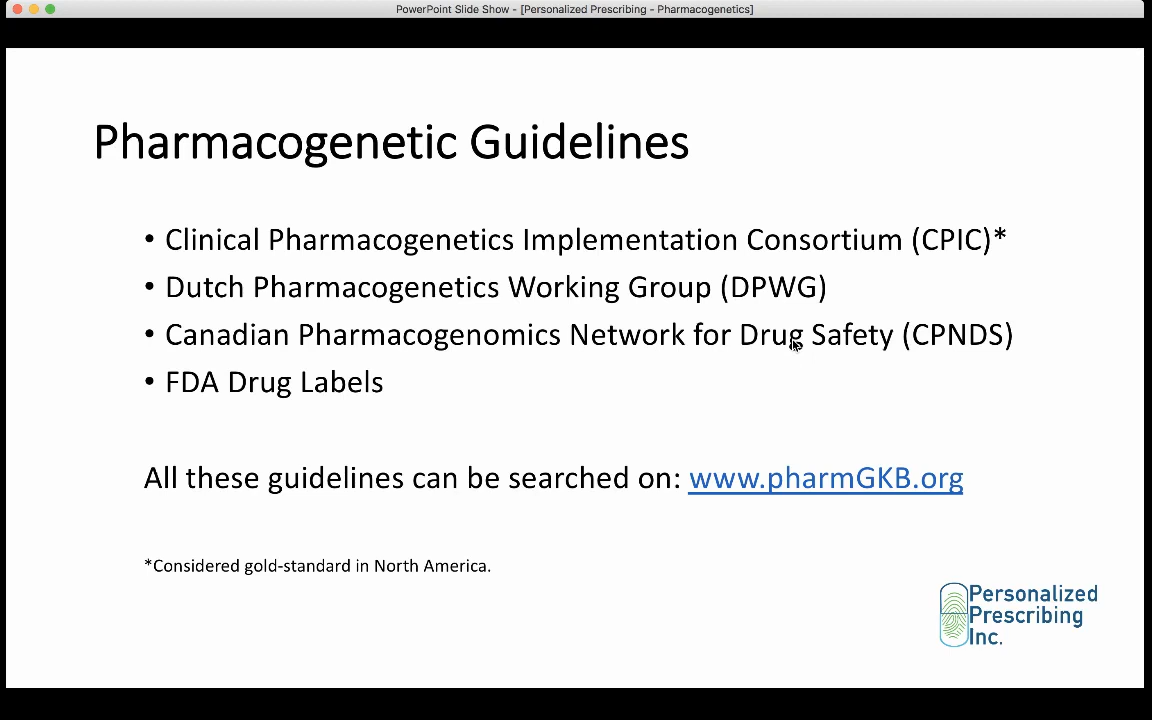 PowerPoint Slide Show - [Personalized Prescribing - Pharmacogenetics]
Pharmacogenetic Guidelines
• Clinical Pharmacogenetics Implementation Consortium (CPIC)*
• Dutch Pharmacogenetics Working Group (DPWG)
• Canadian Pharmacogenomics Network for Drug Safety (CPNDS)
• FDA Drug Labels
All these guidelines can be searched on: www.pharmGKB.org
*Considered gold-standard in North America.
Personalized
Prescribing
Inc.